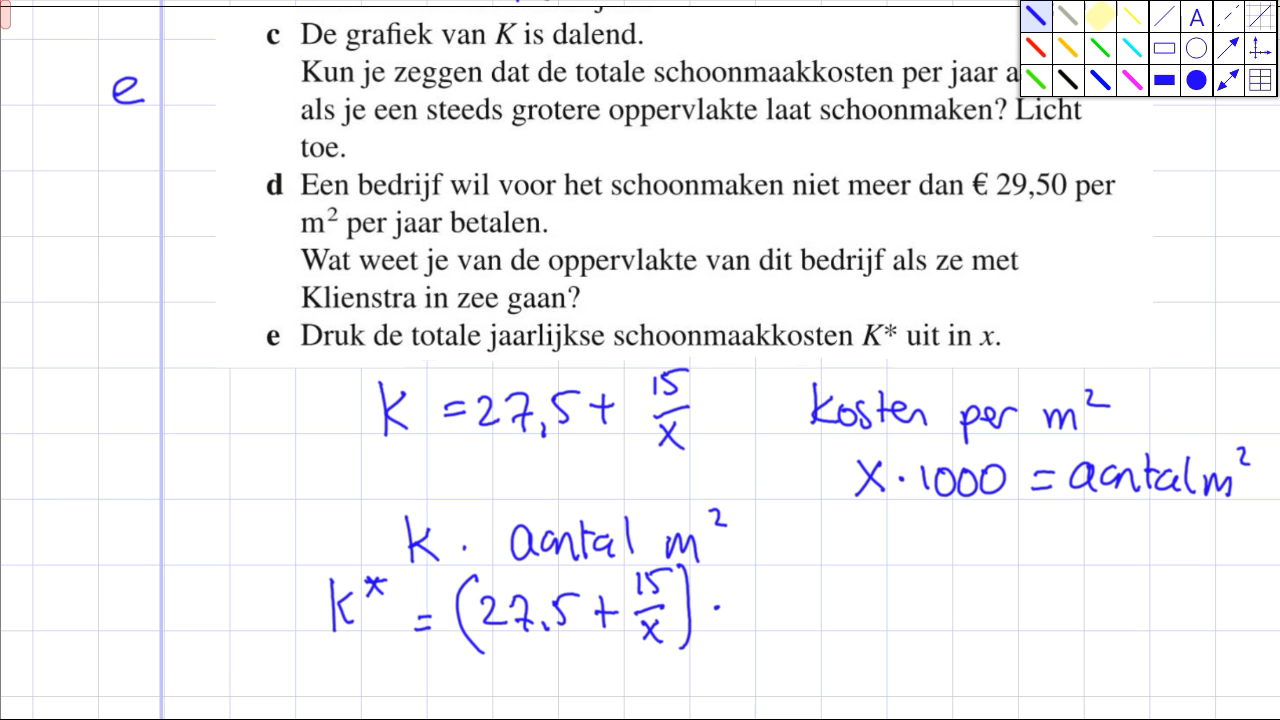 c De grafiek van K is dalend.
Kun je zeggen dat de totale schoonmaakkosten per jaar
als je een steeds grotere oppervlakte laat schoonmaken? Licht
toe.
d Een bedrijf wil voor het schoonmaken niet meer dan € 29,50 per
m² per jaar betalen.
Wat weet je van de oppervlakte van dit bedrijf als ze met
Klienstra in zee gaan?
e Druk de totale jaarlijkse schoonmaakkosten K* uit in x.
e
K = 27,5 + 15/x
kosten per m²
x · 1000 = aantal m²
k · aantal m²
k* = (27,5 + 15/x) ·
A